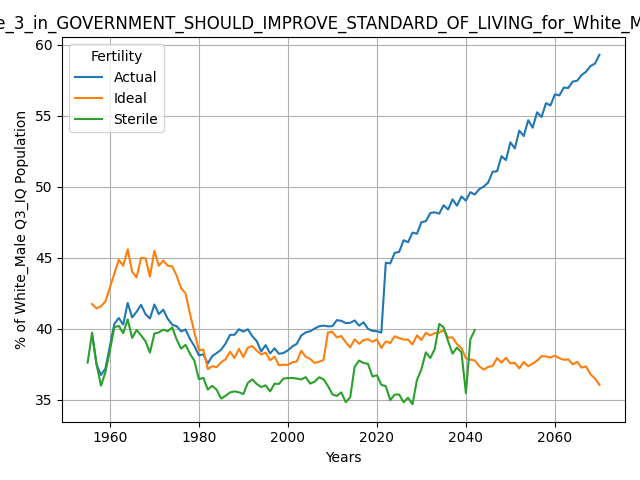 e_3_in_GOVERNMENT_SHOULD_IMPROVE_STANDARD_OF_LIVING_for_White_M
Fertility
Actual
Ideal
Sterile
% of White_Male Q3_IQ Population
60
55
50
45
40
35
1960
1980
2000
2020
2040
2060
Years